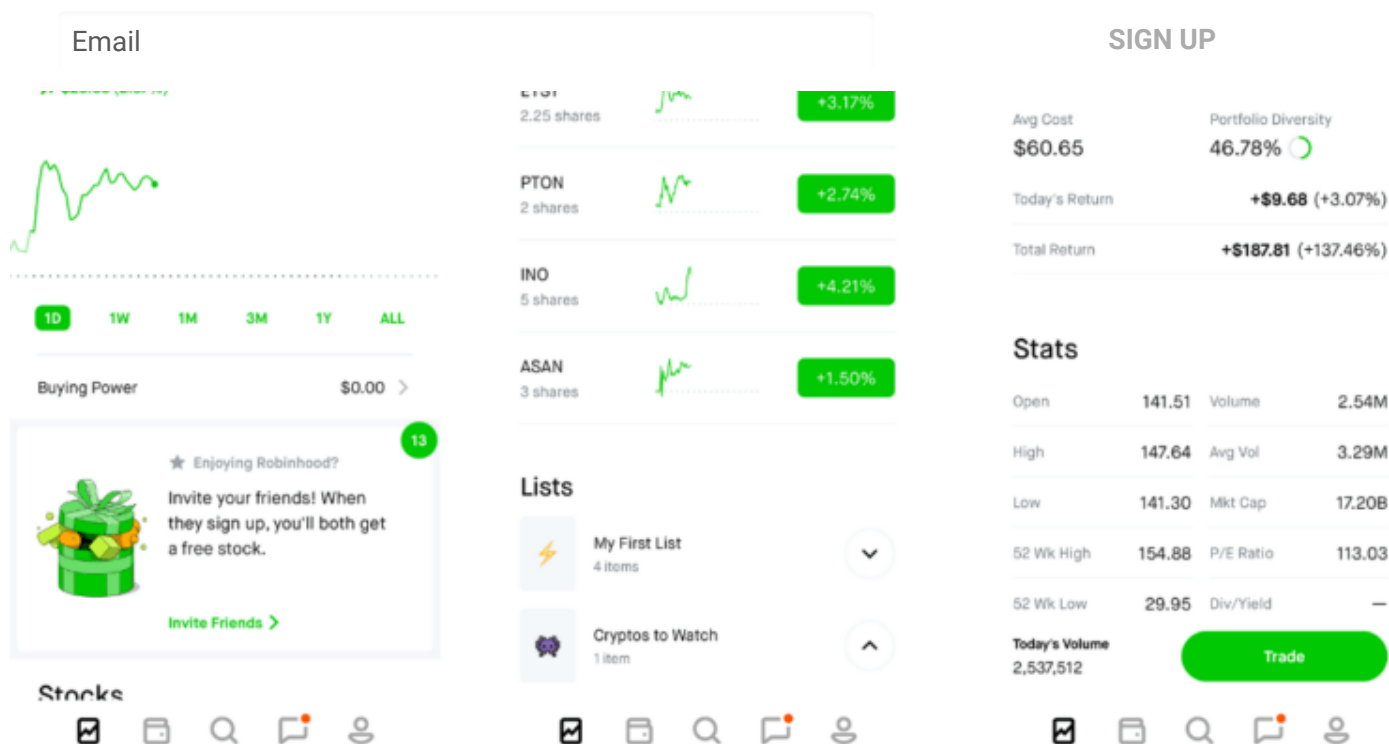 Email
SIGN UP
1D 1W 1M 3M 1Y ALL
Buying Power $0.00
13
Enjoying Robinhood?
Invite your friends! When
they sign up, you'll both get
a free stock.
Invite Friends
Stocks
ETSY
2.25 shares
+3.17%
PTON
2 shares
+2.74%
INO
5 shares
+4.21%
ASAN
3 shares
+1.50%
Lists
My First List
4 items
Cryptos to Watch
1 item
Avg Cost Portfolio Diversity
$60.65 46.78%
Today's Return +$9.68 (+3.07%)
Total Return +$187.81 (+137.46%)
Stats
Open 141.51 Volume 2.54M
High 147.64 Avg Vol 3.29M
Low 141.30 Mkt Cap 17.20B
52 Wk High 154.88 P/E Ratio 113.03
52 Wk Low 29.95 Div/Yield —
Today's Volume
2,537,512
Trade